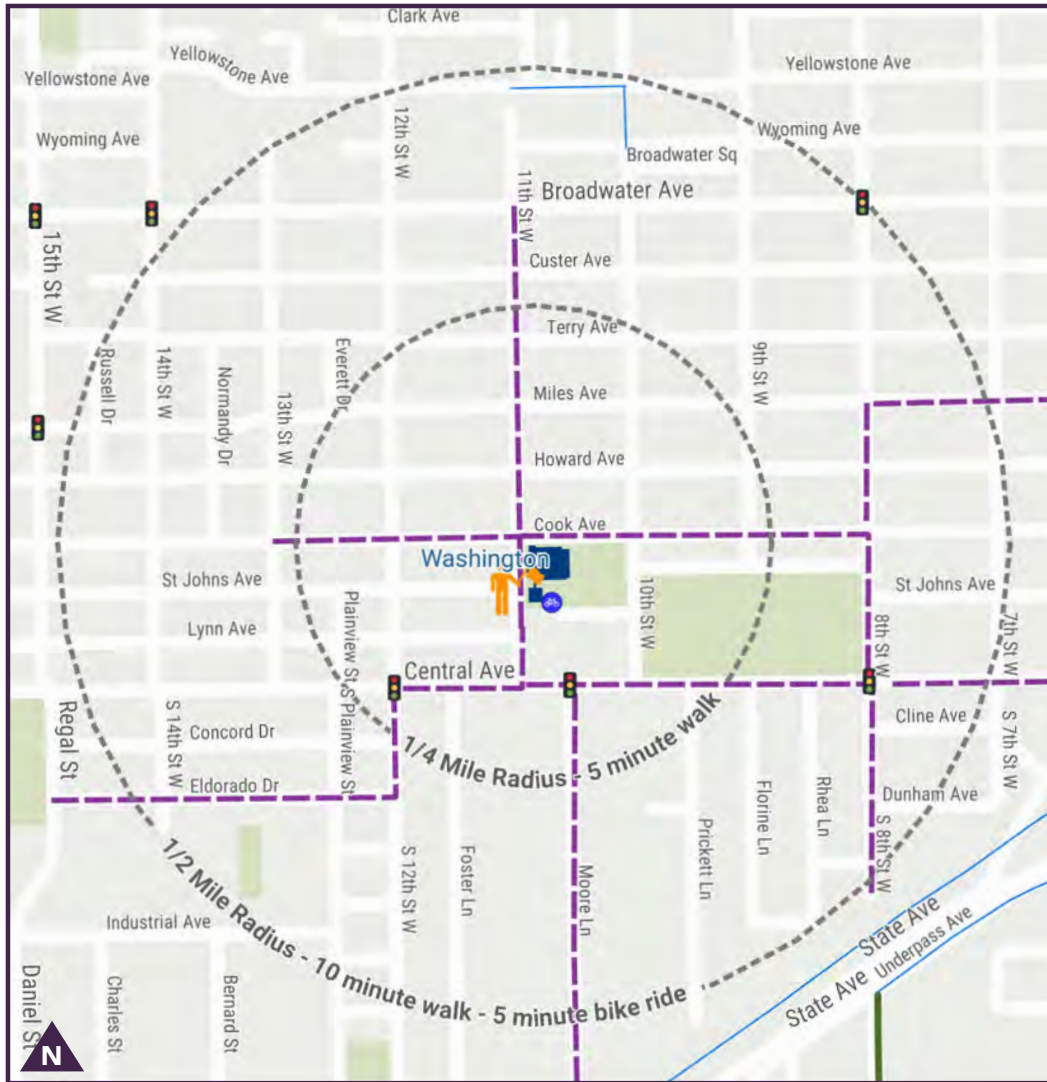 Clark Ave
Yellowstone Ave
Yellowstone Ave
Yellowstone Ave
12th St W
Wyoming Ave
Wyoming Ave
Broadwater Sq
11th St W
Broadwater Ave
15th St W
Custer Ave
Terry Ave
Russell Dr
14th St W
Normandy Dr
13th St W
Everett Dr
9th St W
Miles Ave
Howard Ave
Cook Ave
Washington
St Johns Ave
St Johns Ave
Plainview St
10th St W
8th St W
7th St W
Lynn Ave
Central Ave
Regal St
S 14th St W
Concord Dr
S Plainview St
Cline Ave
S 7th St W
1/4 Mile Radius - 5 minute walk
Eldorado Dr
Dunham Ave
Florine Ln
Rhea Ln
Prickett Ln
S 8th St W
S 12th St W
Foster Ln
Moore Ln
1/2 Mile Radius - 10 minute walk - 5 minute bike ride
Industrial Ave
State Ave
Underpass Ave
State Ave
Daniel St
Charles St
Bernard St
N